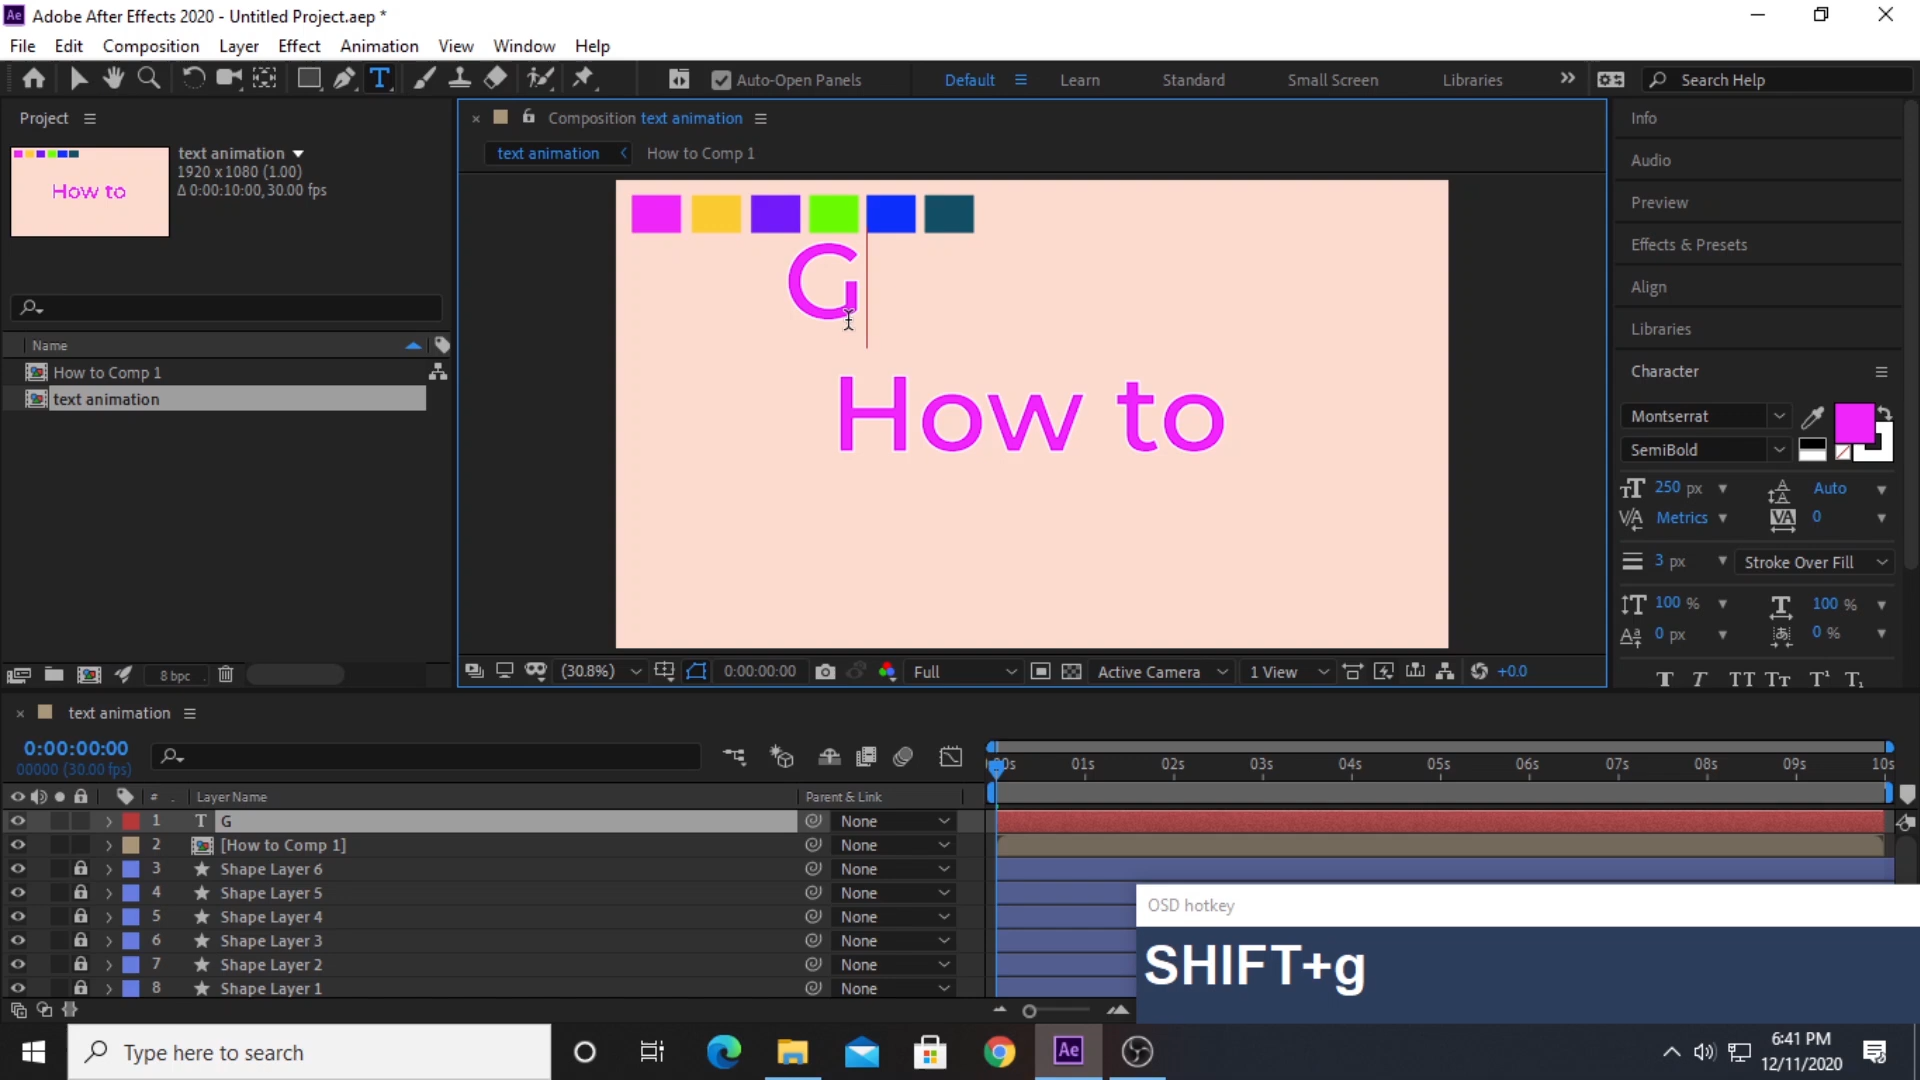 Ae Adobe After Effects 2020 - Untitled Project.aep *
File Edit Composition Layer Effect Animation View Window Help
Auto-Open Panels Default Learn Standard Small Screen Libraries Search Help
Project
text animation
1920 x 1080 (1.00)
Δ 0:00:10:00, 30.00 fps
How to
Name
How to Comp 1
text animation
8 bpc
Composition text animation
text animation How to Comp 1
G
How to
(30.8%) 0:00:00:00 Full Active Camera 1 View +0.0
Info
Audio
Preview
Effects & Presets
Align
Libraries
Character
Montserrat
SemiBold
250 px Auto
Metrics 0
3 px Stroke Over Fill
100 % 100 %
0 px 0 %
T T TT Tт T¹ T₁
text animation
0:00:00:00
00000 (30.00 fps)
00s 01s 02s 03s 04s 05s 06s 07s 08s 09s 10s
# . Layer Name Parent & Link
1 T G None
2 [How to Comp 1] None
3 Shape Layer 6 None
4 Shape Layer 5 None
5 Shape Layer 4 None
6 Shape Layer 3 None
7 Shape Layer 2 None
8 Shape Layer 1 None
OSD hotkey
SHIFT+g
Type here to search
Ae
6:41 PM
12/11/2020